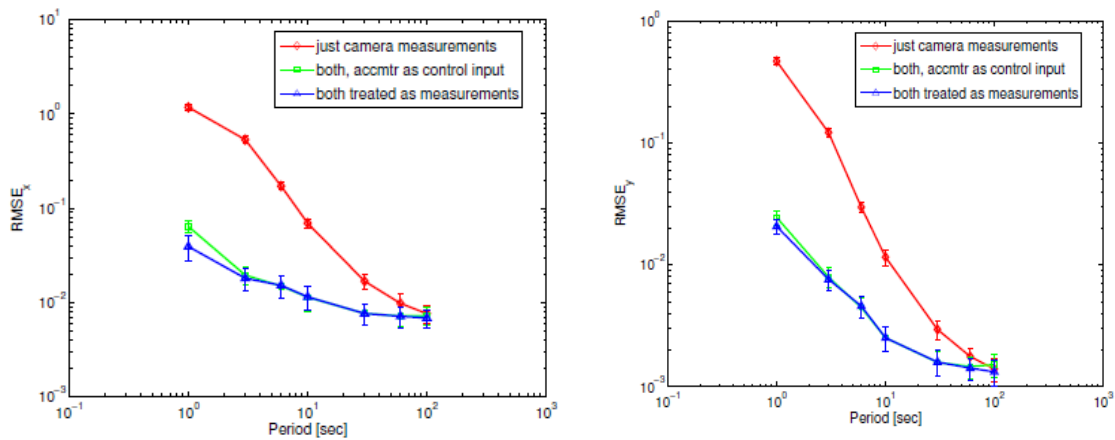 just camera measurements
both, accmtr as control input
both treated as measurements
10^1
10^0
10^-1
10^-2
10^-3
RMSE_x
10^-1
10^0
10^1
10^2
10^3
Period [sec]
just camera measurements
both, accmtr as control input
both treated as measurements
10^0
10^-1
10^-2
10^-3
RMSE_y
10^-1
10^0
10^1
10^2
10^3
Period [sec]